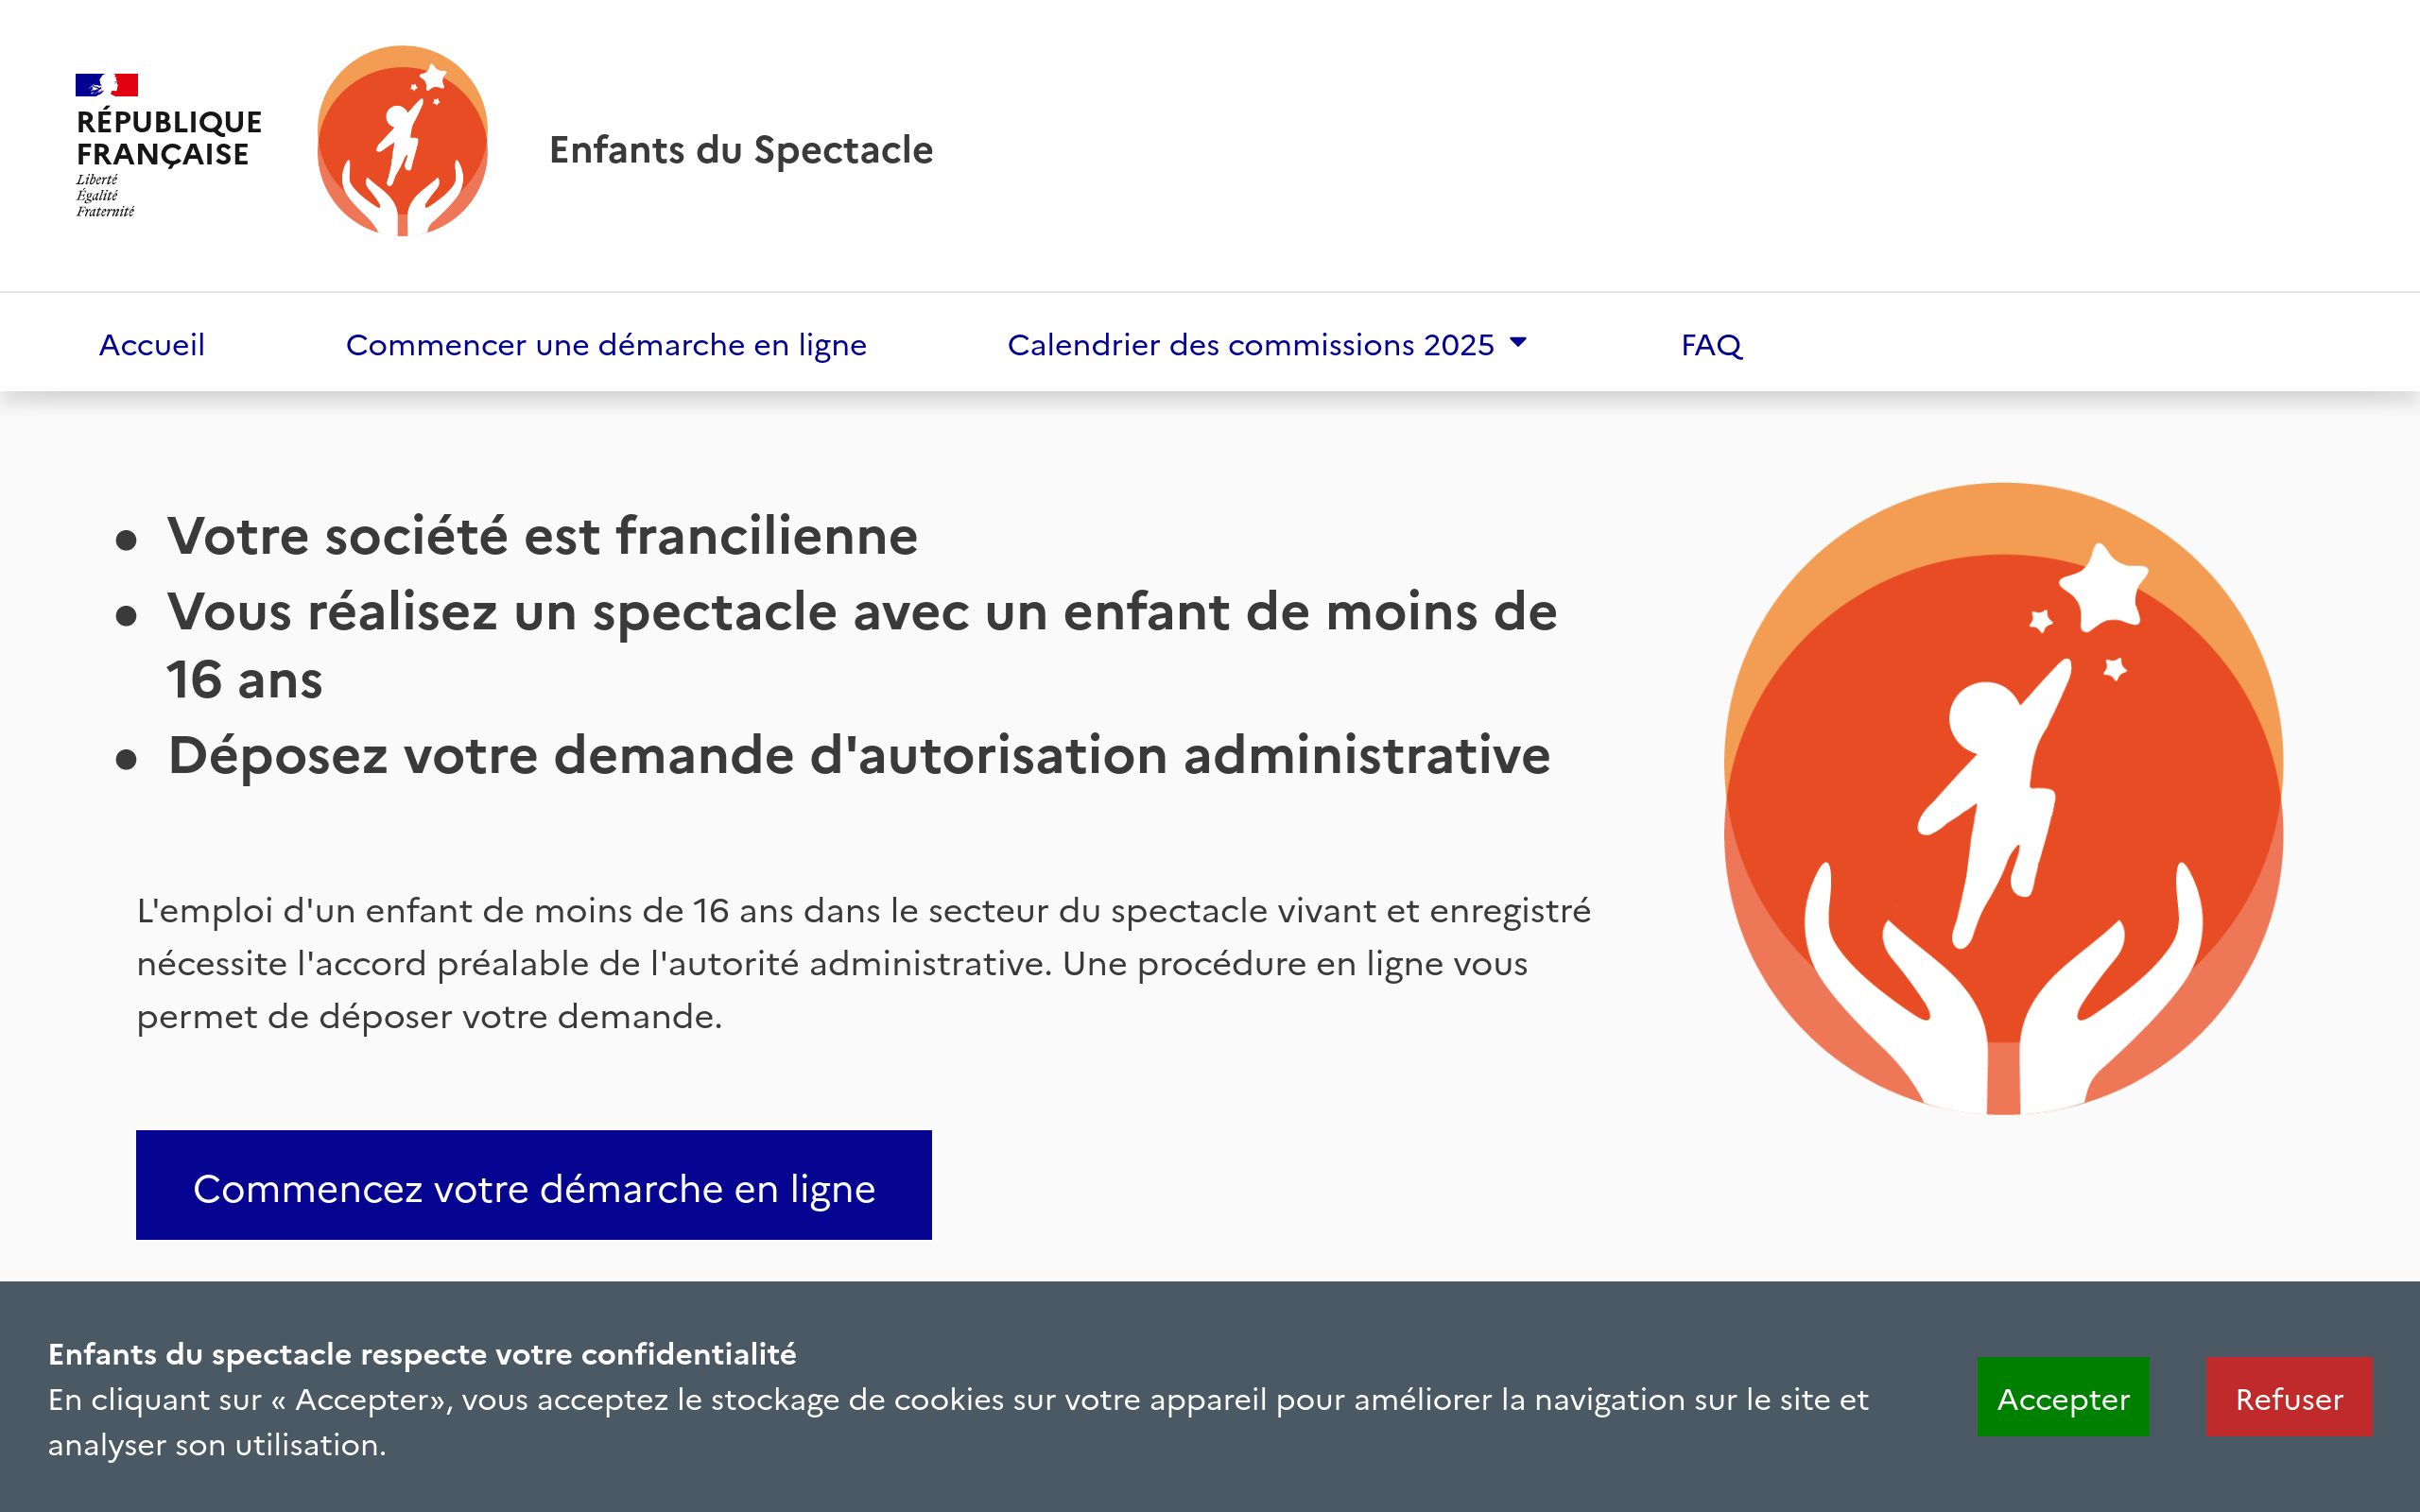 RÉPUBLIQUE
FRANÇAISE
Liberté
Égalité
Fraternité
Enfants du Spectacle
Accueil
Commencer une démarche en ligne
Calendrier des commissions 2025
FAQ
• Votre société est francilienne
• Vous réalisez un spectacle avec un enfant de moins de
16 ans
• Déposez votre demande d'autorisation administrative
L'emploi d'un enfant de moins de 16 ans dans le secteur du spectacle vivant et enregistré
nécessite l'accord préalable de l'autorité administrative. Une procédure en ligne vous
permet de déposer votre demande.
Commencez votre démarche en ligne
Enfants du spectacle respecte votre confidentialité
En cliquant sur « Accepter», vous acceptez le stockage de cookies sur votre appareil pour améliorer la navigation sur le site et
analyser son utilisation.
Accepter
Refuser